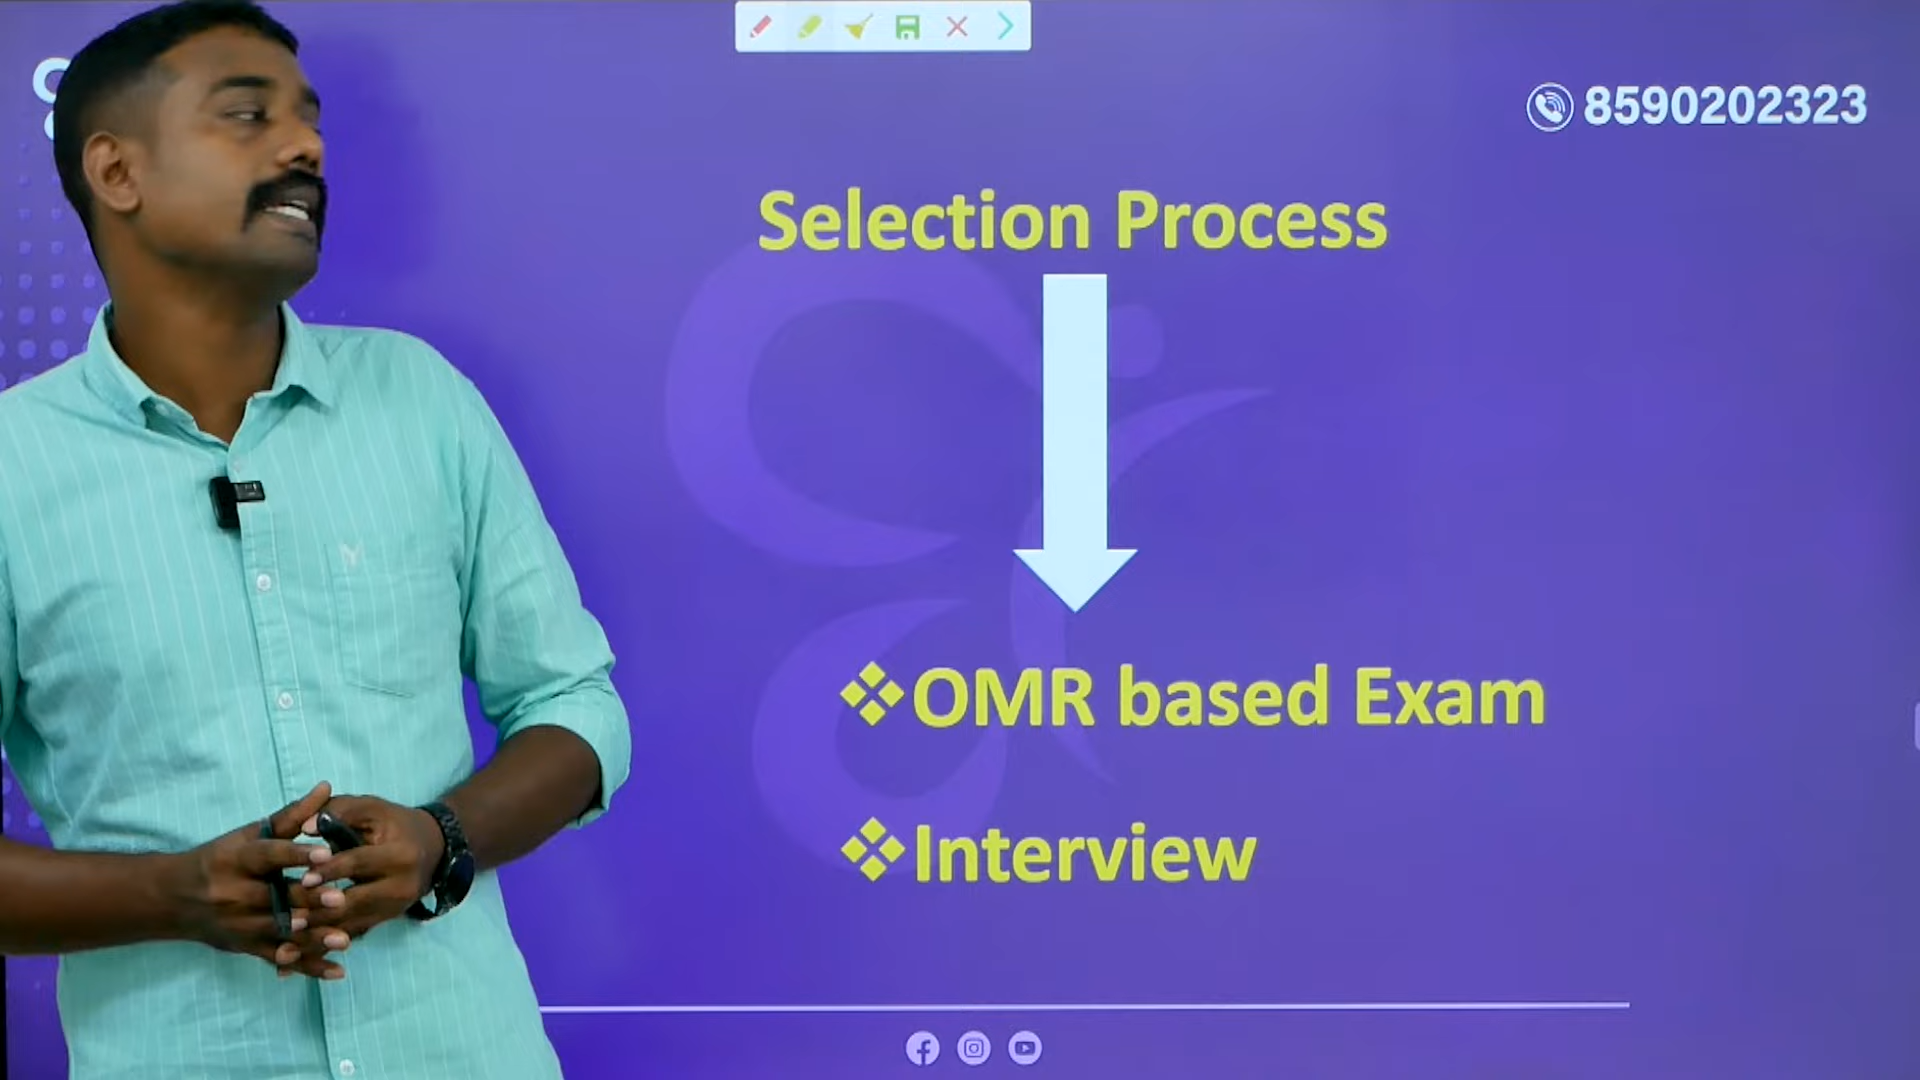 8590202323
Selection Process
OMR based Exam
Interview